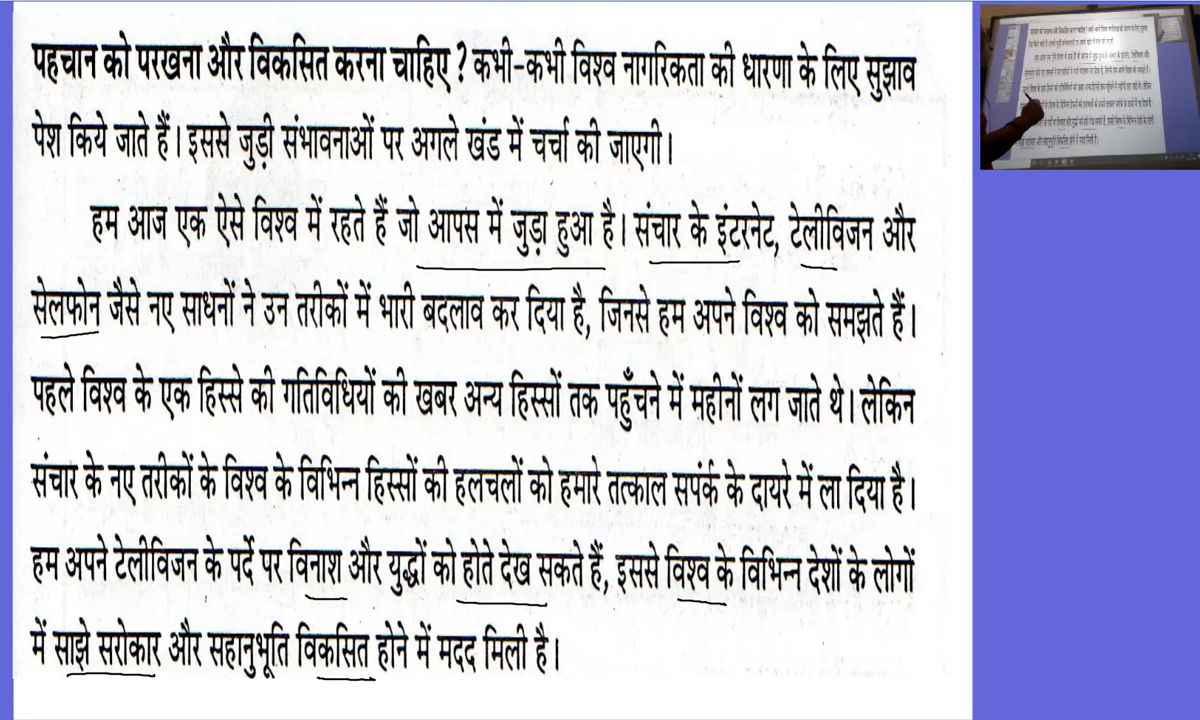 पहचान को परखना और विकसित करना चाहिए ? कभी-कभी विश्व नागरिकता की धारणा के लिए सुझाव
पेश किये जाते हैं। इससे जुड़ी संभावनाओं पर अगले खंड में चर्चा की जाएगी।
हम आज एक ऐसे विश्व में रहते हैं जो आपस में जुड़ा हुआ है। संचार के इंटरनेट, टेलीविजन और
सेलफोन जैसे नए साधनों ने उन तरीकों में भारी बदलाव कर दिया है, जिनसे हम अपने विश्व को समझते हैं।
पहले विश्व के एक हिस्से की गतिविधियों की खबर अन्य हिस्सों तक पहुँचने में महीनों लग जाते थे। लेकिन
संचार के नए तरीकों के विश्व के विभिन्न हिस्सों की हलचलों को हमारे तत्काल सपंर्क के दायरे में ला दिया है।
हम अपने टेलीविजन के पर्दे पर विनाश और युद्धों को होते देख सकते हैं, इससे विश्व के विभिन्न देशों के लोगों
में साझे सरोकार और सहानुभूति विकसित होने में मदद मिली है।